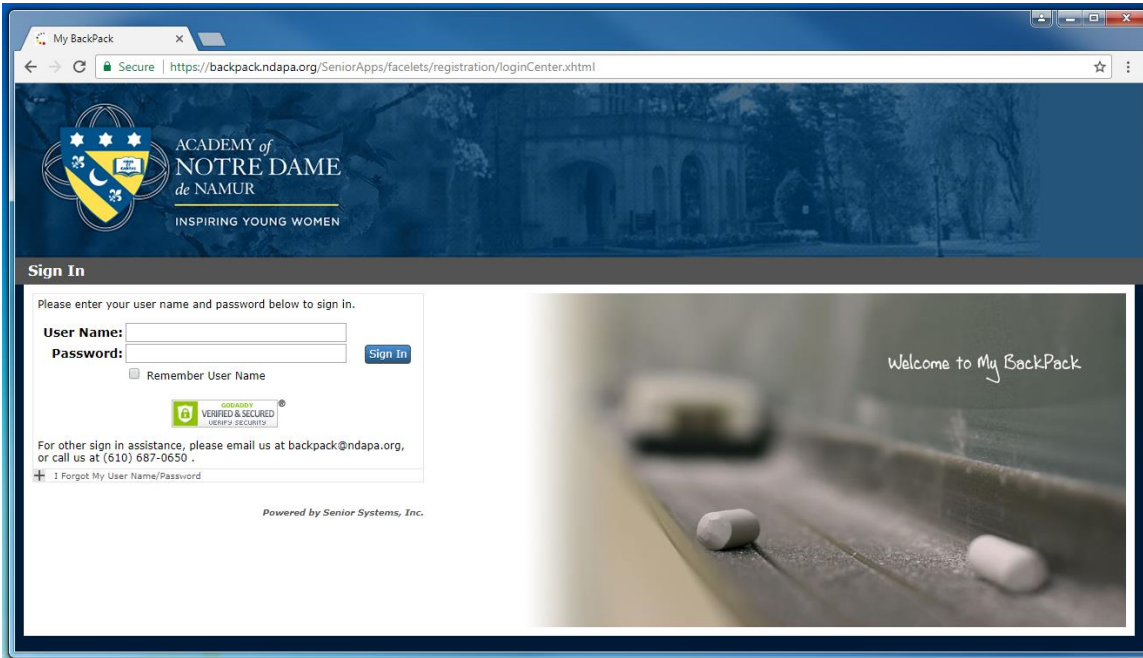 My BackPack
Secure | https://backpack.ndapa.org/SeniorApps/facelets/registration/loginCenter.xhtml
ACADEMY of
NOTRE DAME
de NAMUR
INSPIRING YOUNG WOMEN
Sign In
Please enter your user name and password below to sign in.
User Name:
Password:
Sign In
Remember User Name
GODADDY
VERIFIED & SECURED
VERIFY SECURITY
®
For other sign in assistance, please email us at backpack@ndapa.org,
or call us at (610) 687-0650 .
I Forgot My User Name/Password
Powered by Senior Systems, Inc.
Welcome to My BackPack